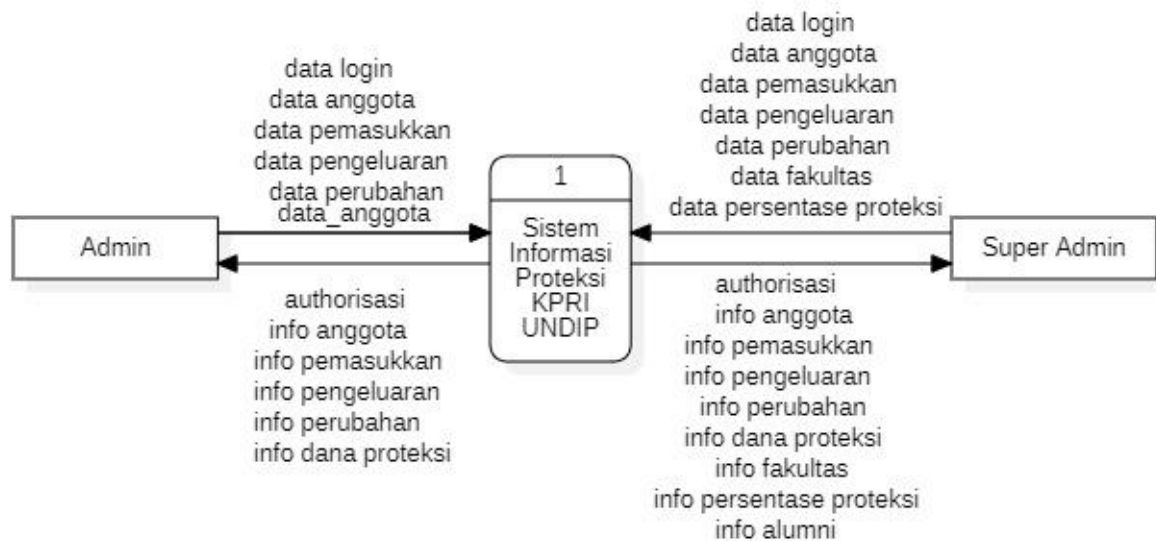 data login
data anggota
data pemasukkan
data pengeluaran
data perubahan
data_anggota
Admin
authorisasi
info anggota
info pemasukkan
info pengeluaran
info perubahan
info dana proteksi
1
Sistem
Informasi
Proteksi
KPRI
UNDIP
data login
data anggota
data pemasukkan
data pengeluaran
data perubahan
data fakultas
data persentase proteksi
Super Admin
authorisasi
info anggota
info pemasukkan
info pengeluaran
info perubahan
info dana proteksi
info fakultas
info persentase proteksi
info alumni